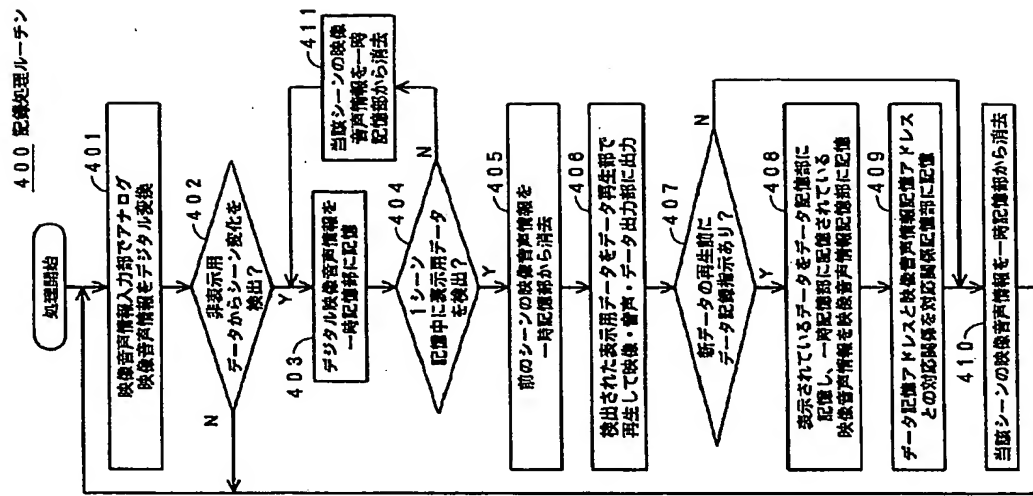 400 記録処理ルーチン
処理開始
401
映像音声情報入力部でアナログ
映像音声情報をデジタル変換
402
非表示用
データからシーン変化を
検出?
N
Y
403
デジタル映像音声情報を
一時記憶部に記憶
411
当該シーンの映像
音声情報を一時
記憶部から消去
404
1シーン
記憶中に表示用データ
を検出?
N
Y
405
前のシーンの映像音声情報を
一時記憶部から消去
406
検出された表示用データをデータ再生部で
再生して映像・音声・データ出力部に出力
407
新データの再生前に
データ記録指示あり?
N
Y
408
表示されているデータをデータ記憶部に
記憶し、一時記憶部に記憶されている
映像音声情報を映像音声情報記憶部に記憶
409
データ記憶アドレスと映像音声情報記憶アドレス
との対応関係を対応関係記憶部に記憶
410
当該シーンの映像音声情報を一時記憶部から消去